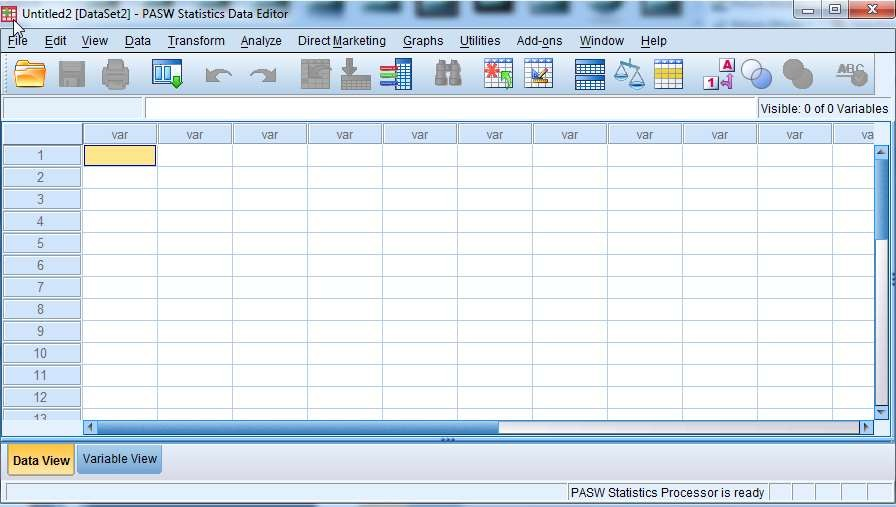 Untitled2 [DataSet2] - PASW Statistics Data Editor
File Edit View Data Transform Analyze Direct Marketing Graphs Utilities Add-ons Window Help
1 A ABC
Visible: 0 of 0 Variables
var var var var var var var var var var va
1
2
3
4
5
6
7
8
9
10
11
12
13
Data View Variable View
PASW Statistics Processor is ready